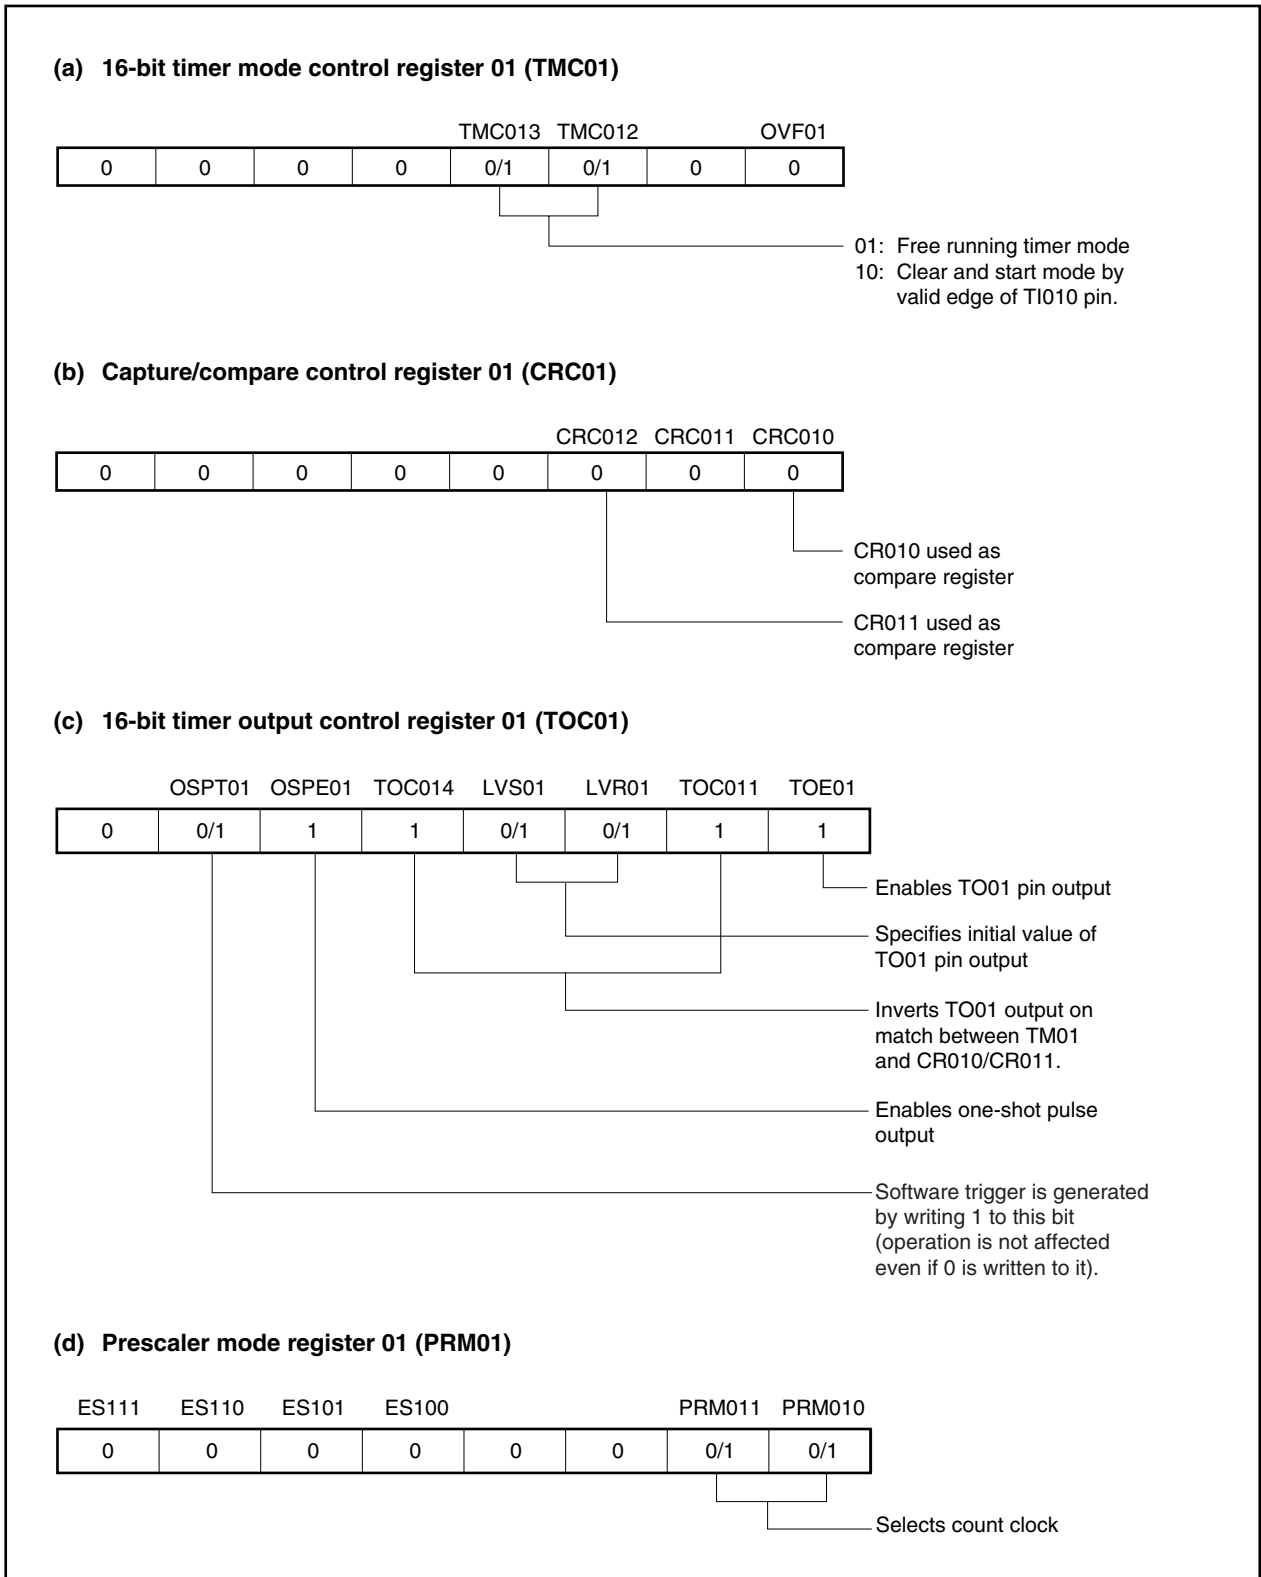 (a) 16-bit timer mode control register 01 (TMC01)
TMC013 TMC012 OVF01
0 0 0 0 0/1 0/1 0 0
01: Free running timer mode
10: Clear and start mode by
valid edge of TI010 pin.
(b) Capture/compare control register 01 (CRC01)
CRC012 CRC011 CRC010
0 0 0 0 0 0 0 0
CR010 used as
compare register
CR011 used as
compare register
(c) 16-bit timer output control register 01 (TOC01)
OSPT01 OSPE01 TOC014 LVS01 LVR01 TOC011 TOE01
0 0/1 1 1 0/1 0/1 1 1
Enables TO01 pin output
Specifies initial value of
TO01 pin output
Inverts TO01 output on
match between TM01
and CR010/CR011.
Enables one-shot pulse
output
Software trigger is generated
by writing 1 to this bit
(operation is not affected
even if 0 is written to it).
(d) Prescaler mode register 01 (PRM01)
ES111 ES110 ES101 ES100 PRM011 PRM010
0 0 0 0 0 0 0/1 0/1
Selects count clock